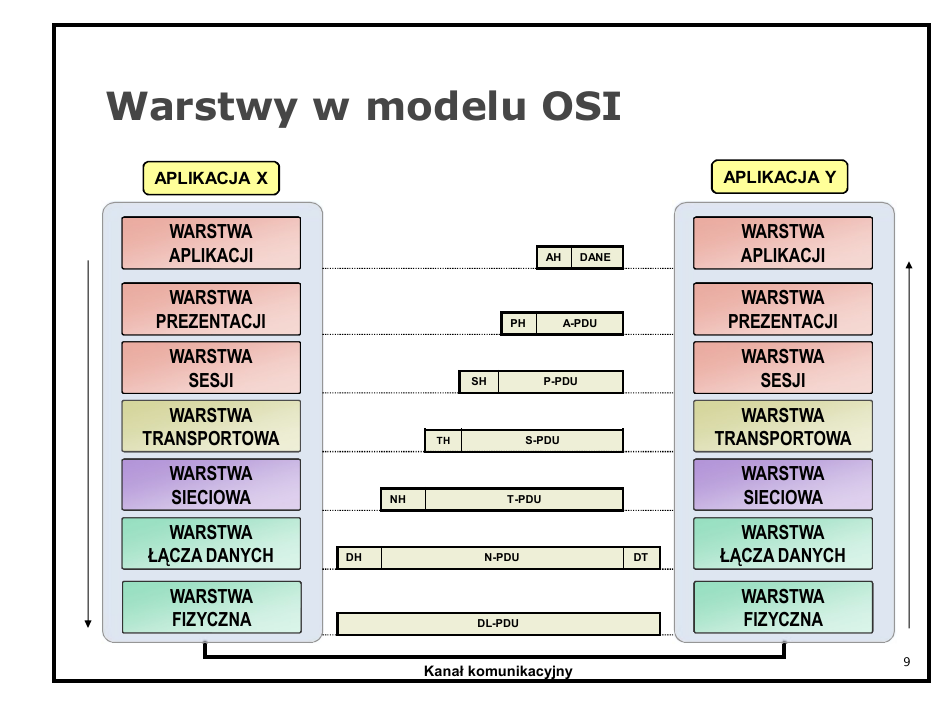 Warstwy w modelu OSI
APLIKACJA X
APLIKACJA Y
WARSTWA
APLIKACJI
AH DANE
WARSTWA
APLIKACJI
WARSTWA
PREZENTACJI
PH A-PDU
WARSTWA
PREZENTACJI
WARSTWA
SESJI
SH P-PDU
WARSTWA
SESJI
WARSTWA
TRANSPORTOWA
TH S-PDU
WARSTWA
TRANSPORTOWA
WARSTWA
SIECIOWA
NH T-PDU
WARSTWA
SIECIOWA
WARSTWA
ŁĄCZA DANYCH
DH N-PDU DT
WARSTWA
ŁĄCZA DANYCH
WARSTWA
FIZYCZNA
DL-PDU
WARSTWA
FIZYCZNA
Kanał komunikacyjny
9